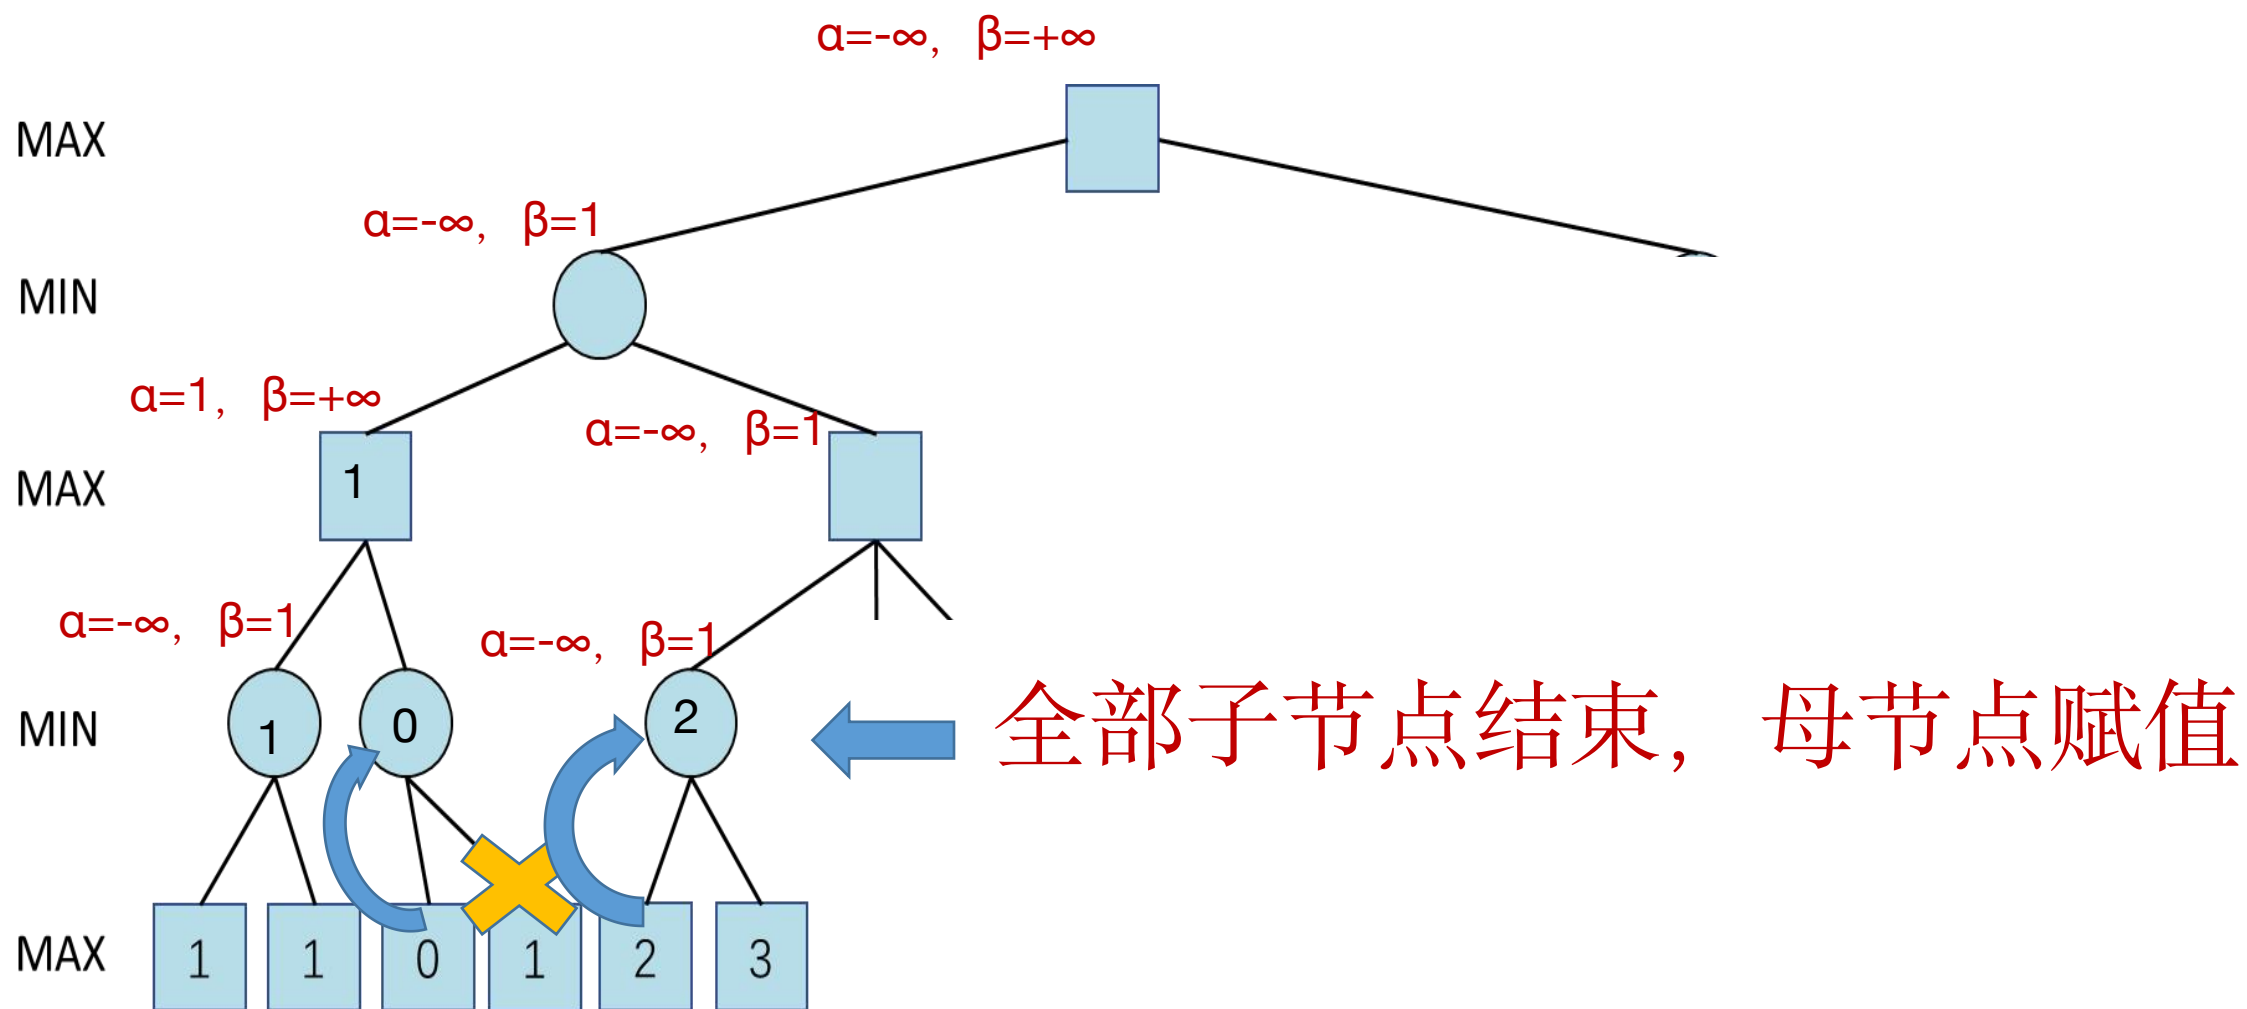 α=-∞, β=+∞
MAX
α=-∞, β=1
MIN
α=1, β=+∞
α=-∞, β=1
MAX
1
α=-∞, β=1
α=-∞, β=1
MIN
1
0
2
全部子节点结束, 母节点赋值
MAX
1
1
0
1
2
3